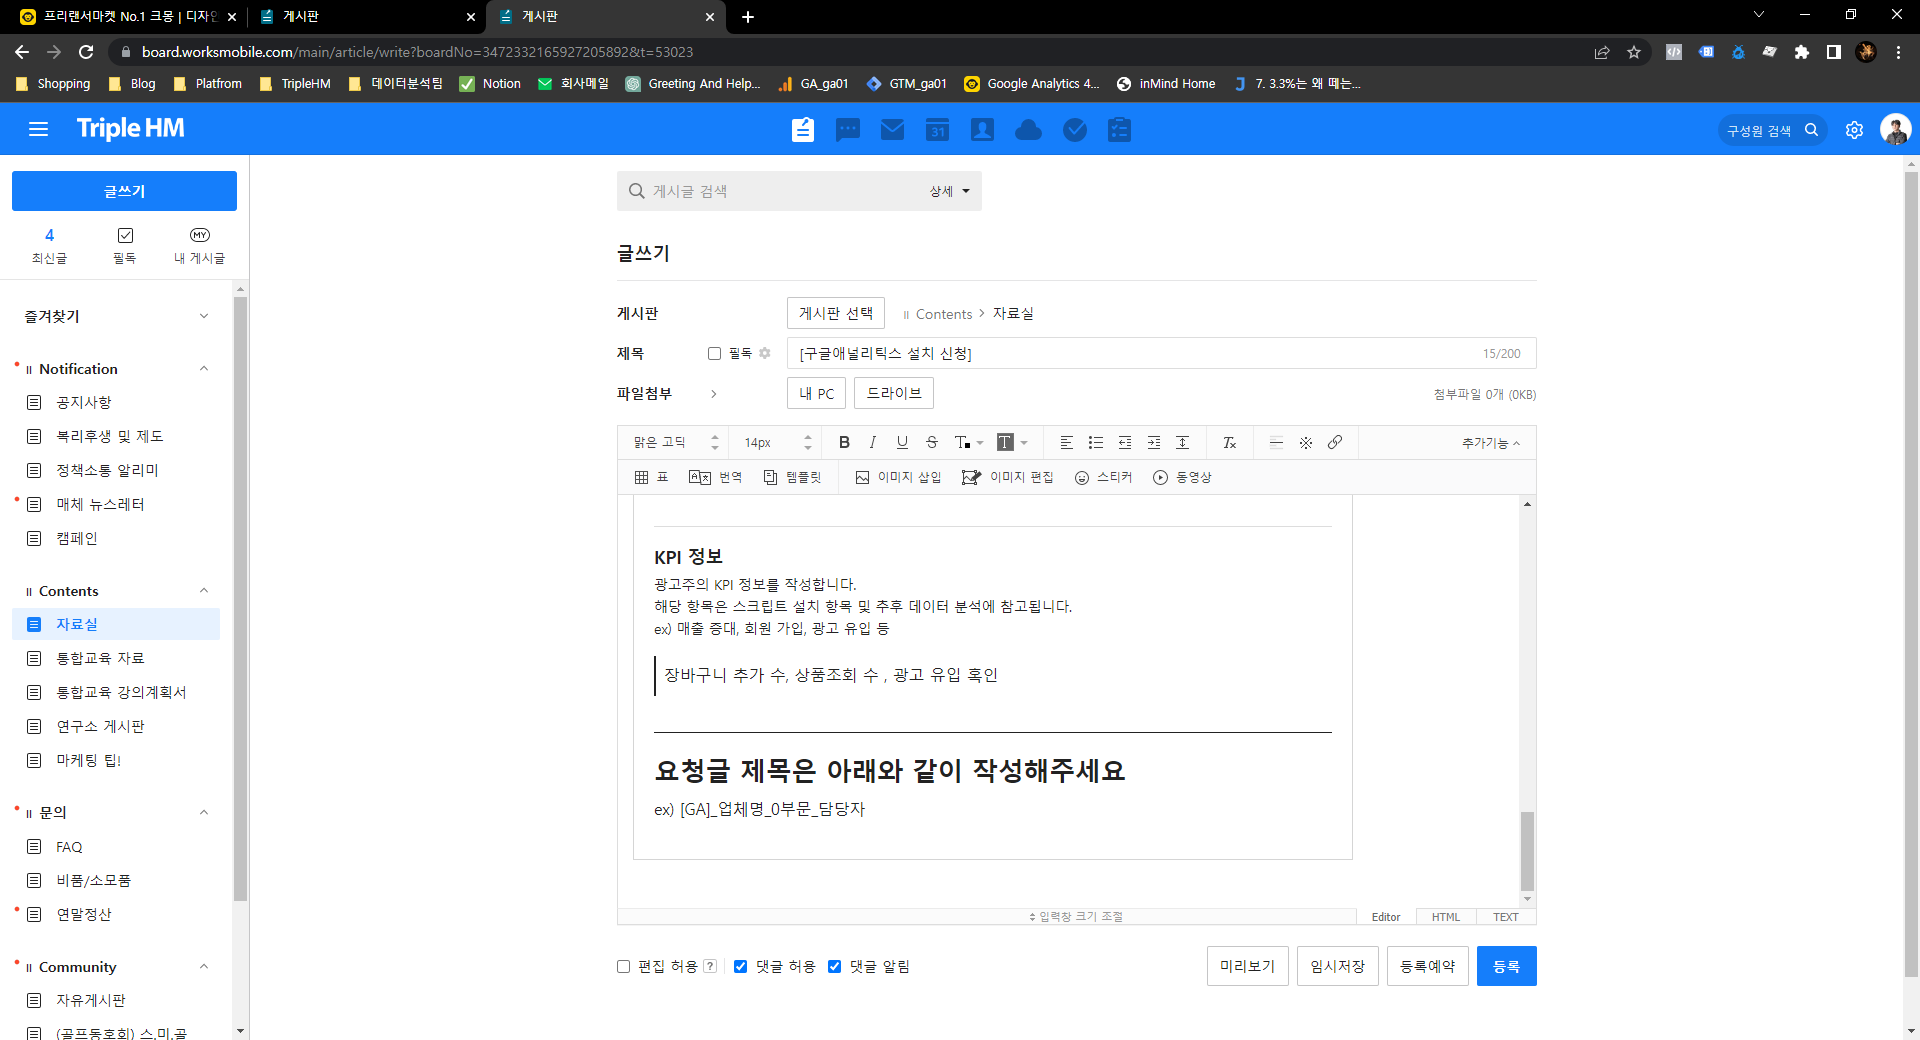 프리랜서마켓 No.1 크몽 | 디자인
게시판
게시판
board.worksmobile.com/main/article/write?boardNo=3472332165927205892&t=53023
Shopping
Blog
Platfrom
TripleHM
데이터분석팀
Notion
회사메일
Greeting And Help...
GA_ga01
GTM_ga01
Google Analytics 4...
inMind Home
7. 3.3%는 왜 떼는...
Triple HM
31
구성원 검색
글쓰기
4
MY
최신글
필독
내 게시글
즐겨찾기
Notification
공지사항
복리후생 및 제도
정책소통 알리미
매체 뉴스레터
캠페인
Contents
자료실
통합교육 자료
통합교육 강의계획서
연구소 게시판
마케팅 팁!
문의
FAQ
비품/소모품
연말정산
Community
자유게시판
(골프동호회) 스.미.골
게시글 검색
상세
글쓰기
게시판
게시판 선택
Contents > 자료실
제목
필독
[구글애널리틱스 설치 신청]
15/200
파일첨부
내 PC
드라이브
첨부파일 0개 (0KB)
맑은 고딕
14px
추가기능
표
번역
템플릿
이미지 삽입
이미지 편집
스티커
동영상
KPI 정보
광고주의 KPI 정보를 작성합니다.
해당 항목은 스크립트 설치 항목 및 추후 데이터 분석에 참고됩니다.
ex) 매출 증대, 회원 가입, 광고 유입 등
장바구니 추가 수, 상품조회 수 , 광고 유입 혹인
요청글 제목은 아래와 같이 작성해주세요
ex) [GA]_업체명_0부문_담당자
입력창 크기 조절
Editor
HTML
TEXT
편집 허용
?
댓글 허용
댓글 알림
미리보기
임시저장
등록예약
등록